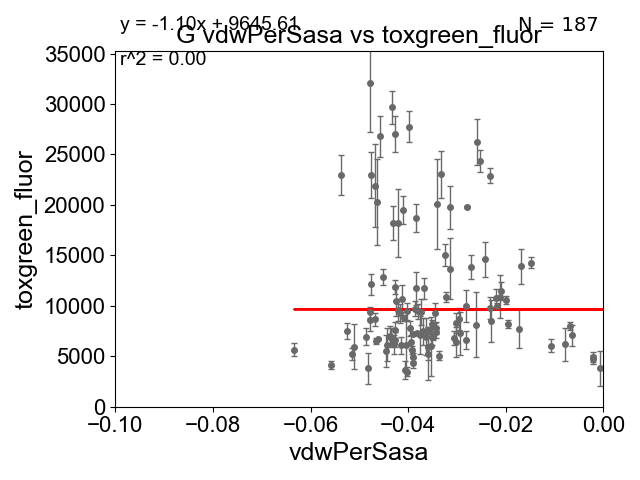 y = -1.10x + 9645.61
N = 187
G vdwPerSasa vs toxgreen_fluor
r^2 = 0.00
toxgreen_fluor
35000
30000
25000
20000
15000
10000
5000
0
−0.10 −0.08 −0.06 −0.04 −0.02 0.00
vdwPerSasa